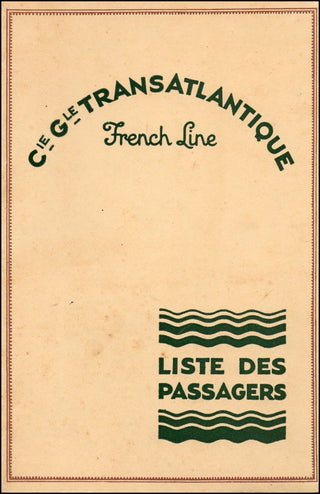 CIE GLE TRANSATLANTIQUE
French Line
LISTE DES
PASSAGERS